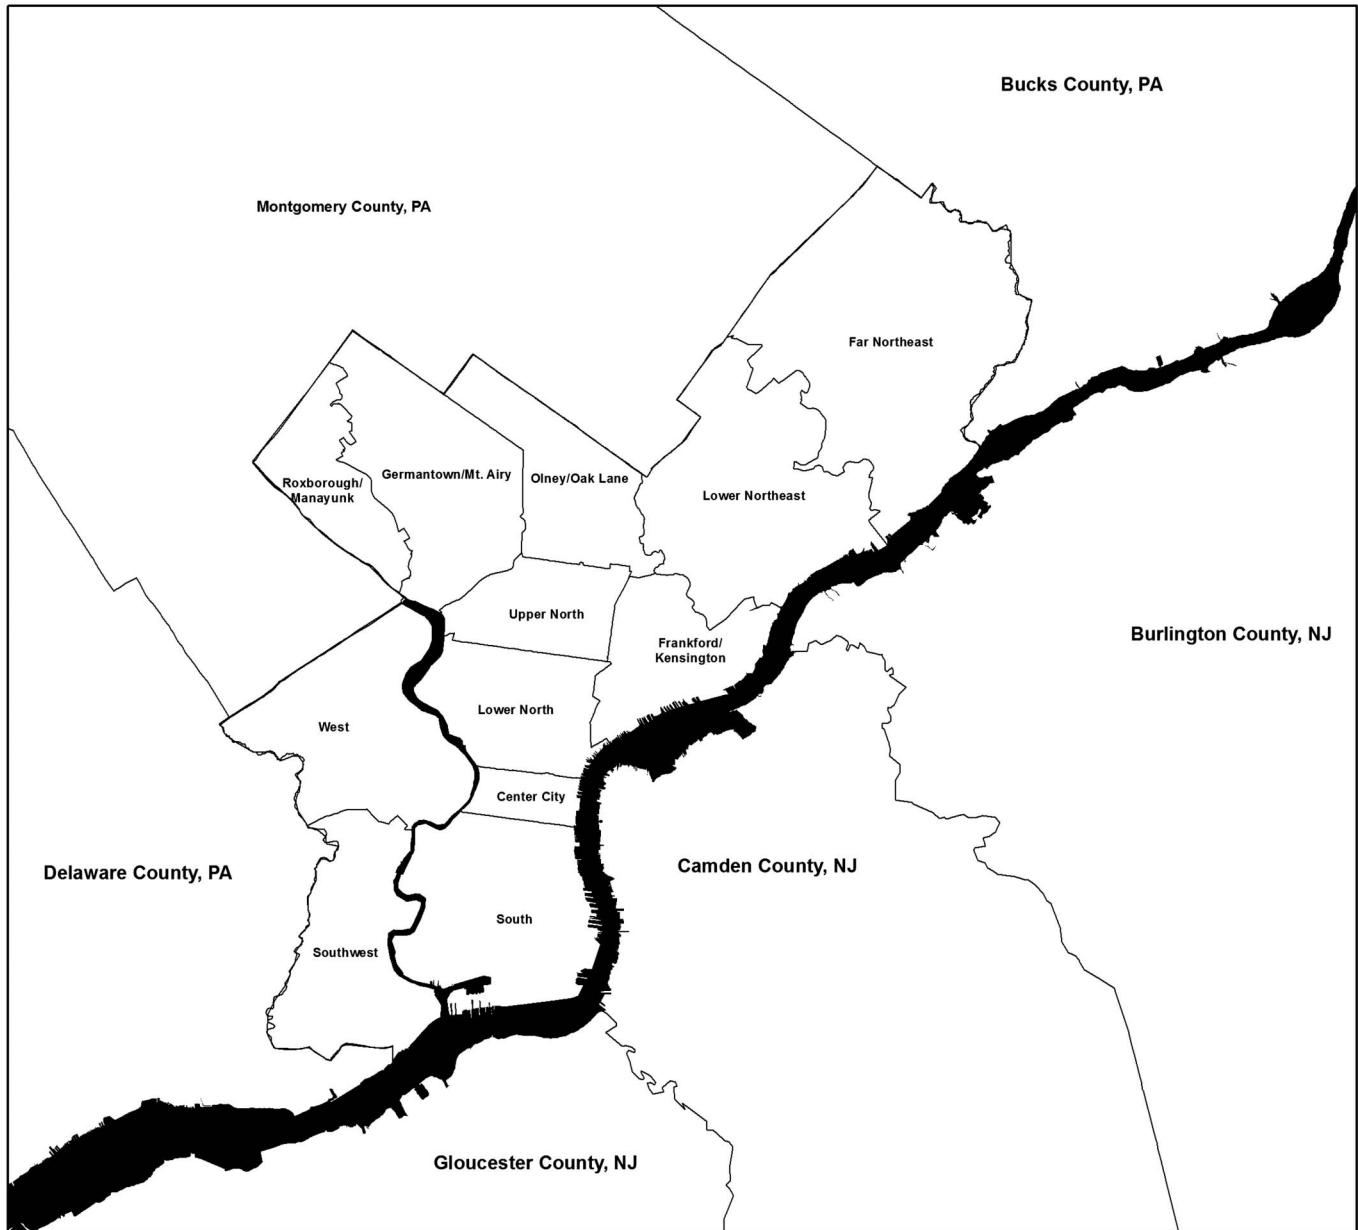 Bucks County, PA
Montgomery County, PA
Far Northeast
Germantown/Mt. Airy
Olney/Oak Lane
Roxborough/
Manayunk
Lower Northeast
Upper North
Burlington County, NJ
Frankford/
Kensington
Lower North
West
Center City
Camden County, NJ
Delaware County, PA
South
Southwest
Gloucester County, NJ